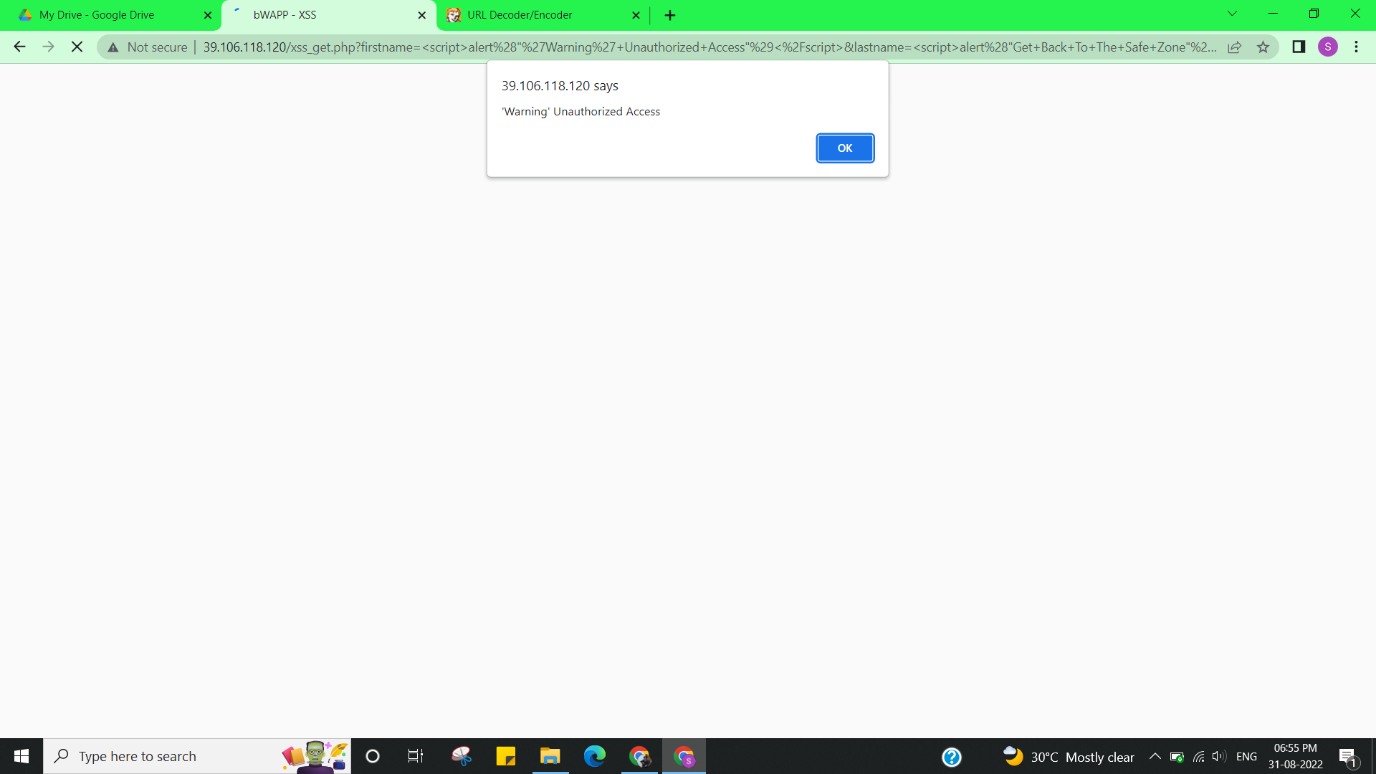 My Drive - Google Drive
bWAPP - XSS
URL Decoder/Encoder
Not secure | 39.106.118.120/xss_get.php?firstname=<script>alert%28"%27Warning%27+Unauthorized+Access"%29<%2Fscript>&lastname=<script>alert%28"Get+Back+To+The+Safe+Zone"%2...
S
39.106.118.120 says
'Warning' Unauthorized Access
OK
Type here to search
S
?
30°C Mostly clear
ENG
06:55 PM
31-08-2022
1